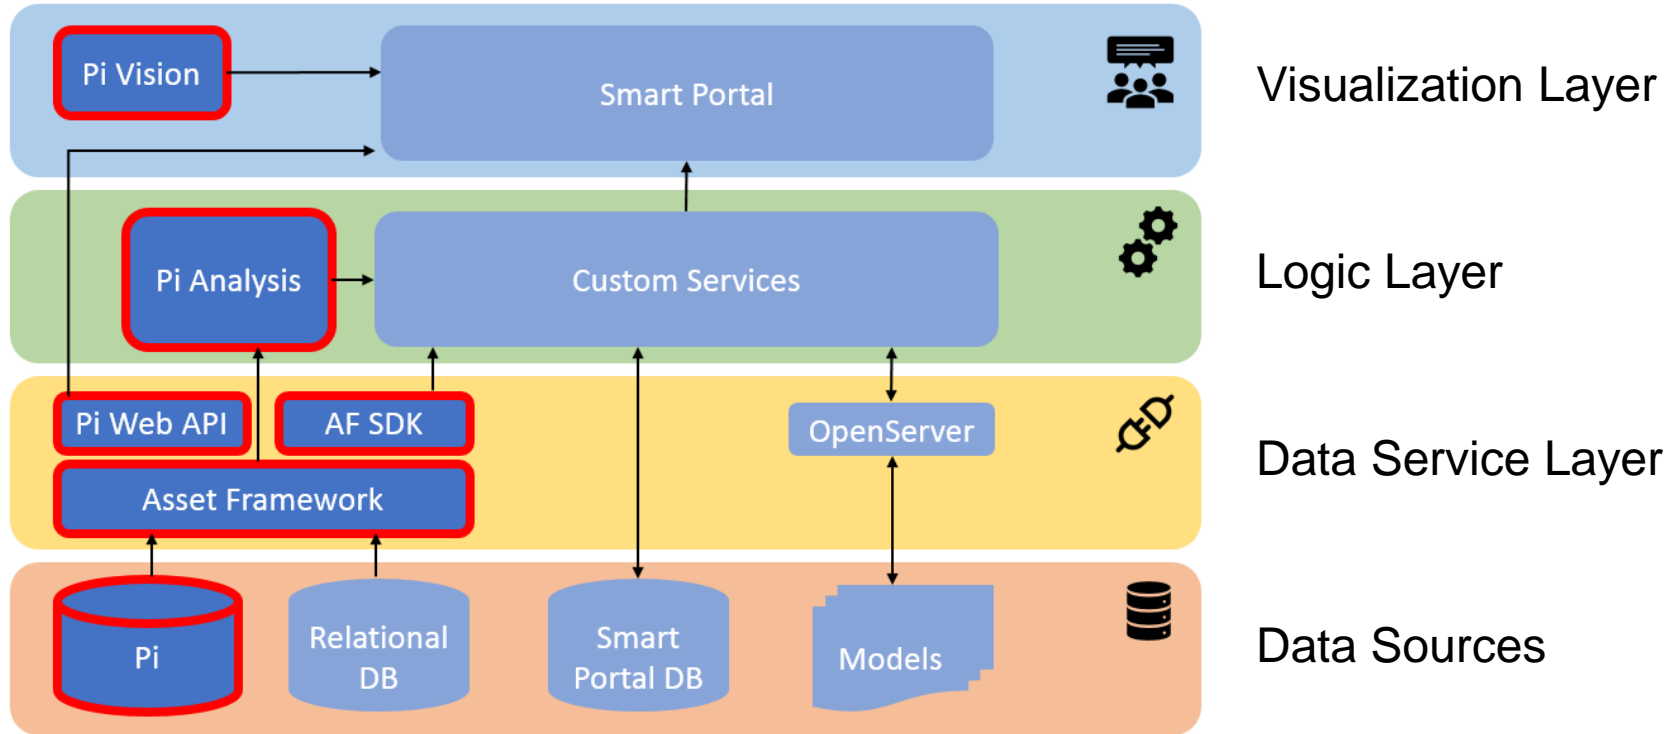 Pi Vision
Smart Portal
Visualization Layer
Pi Analysis
Custom Services
Logic Layer
Pi Web API
AF SDK
OpenServer
Asset Framework
Data Service Layer
Pi
Relational
DB
Smart
Portal DB
Models
Data Sources